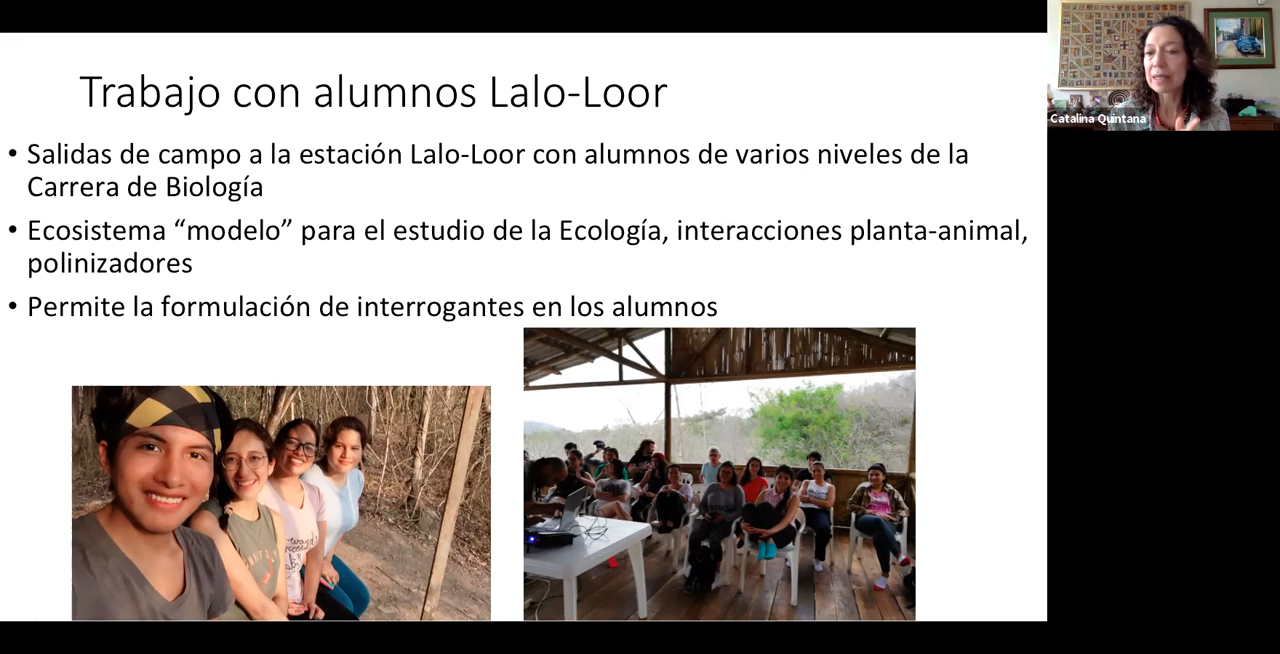 Trabajo con alumnos Lalo-Loor
• Salidas de campo a la estación Lalo-Loor con alumnos de varios niveles de la
Carrera de Biología
• Ecosistema “modelo” para el estudio de la Ecología, interacciones planta-animal,
polinizadores
• Permite la formulación de interrogantes en los alumnos
Catalina Quintana